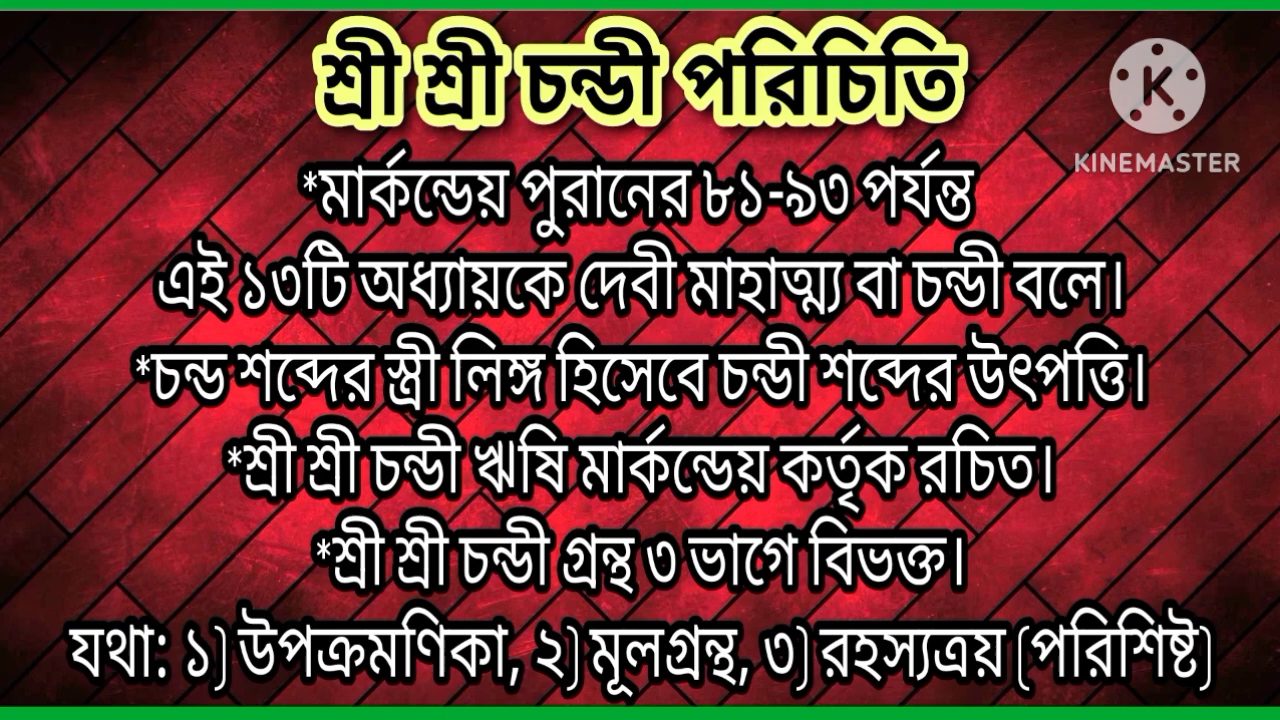 শ্রী শ্রী চন্ডী পরিচিতি
KINEMASTER
*মার্কন্ডেয় পুরানের ৮১-৯৩ পর্যন্ত
এই ১৩টি অধ্যায়কে দেবী মাহাত্ম্য বা চন্ডী বলে।
*চন্ড শব্দের স্ত্রী লিঙ্গ হিসেবে চন্ডী শব্দের উৎপত্তি।
*শ্রী শ্রী চন্ডী ঋষি মার্কন্ডেয় কর্তৃক রচিত।
*শ্রী শ্রী চন্ডী গ্রন্থ ৩ ভাগে বিভক্ত।
যথা: ১) উপক্রমণিকা, ২) মূলগ্রন্থ, ৩) রহস্যত্রয় (পরিশিষ্ট)